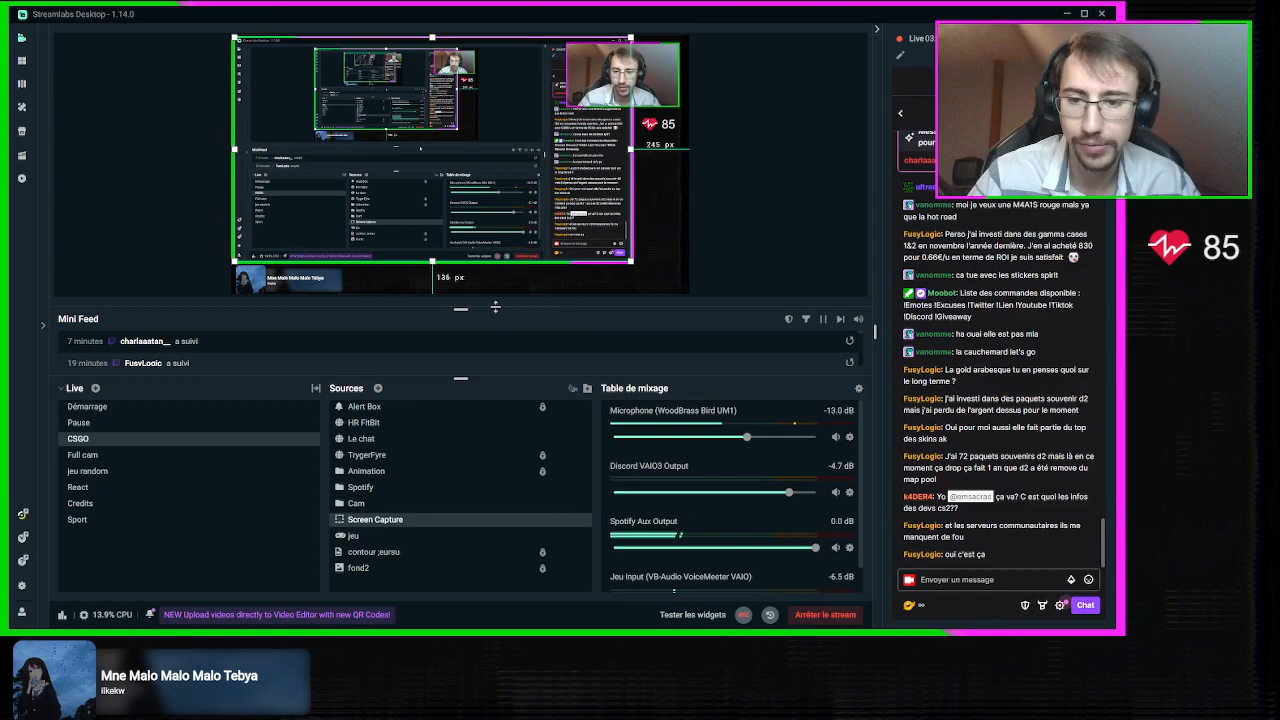 Streamlabs Desktop - 1.14.0
Live 03:
85
245 px
136 px
Mne Malo Malo Malo Tebya
ilkekw
Mini Feed
7 minutes charlaaatan__ a suivi
19 minutes FusyLogic a suivi
Live
Démarrage
Pause
CSGO
Full cam
jeu random
React
Credits
Sport
Sources
Alert Box
HR FitBit
Le chat
TrygerFyre
Animation
Spotify
Cam
Screen Capture
jeu
contour ;eursu
fond2
Table de mixage
Microphone (WoodBrass Bird UM1) -13.0 dB
Discord VAIO3 Output -4.7 dB
Spotify Aux Output 0.0 dB
Jeu Input (VB-Audio VoiceMeeter VAIO) -6.5 dB
13.9% CPU
NEW Upload videos directly to Video Editor with new QR Codes!
Tester les widgets
REC
Arrêter le stream
pour
charlaa
ultras
vanomme: moi je veux une M4A1S rouge mais ya
que la hot road
FusyLogic: Perso j'ai investi dans des gamma cases
1&2 en novembre l'année dernière. J'en ai acheté 830
pour 0.66€/u en terme de ROI je suis satisfait
vanomme: ca tue avec les stickers spirit
Moobot: Liste des commandes disponible :
!Emotes !Excuses !Twitter !Lien !Youtube !Tiktok
!Discord !Giveaway
vanomme: ha ouai elle est pas mla
vanomme: la cauchemard let's go
FusyLogic: La gold arabesque tu en penses quoi sur
le long terme ?
FusyLogic: j'ai investi dans des paquets souvenir d2
mais j'ai perdu de l'argent dessus pour le moment
FusyLogic: Oui pour moi aussi elle fait partie du top
des skins ak
FusyLogic: J'ai 72 paquets souvenirs d2 mais là en ce
moment ça drop ça fait 1 an que d2 a été remove du
map pool
k4DER4: Yo @emsacras ça va? C est quoi les infos
des devs cs2??
FusyLogic: et les serveurs communautaires ils me
manquent de fou
FusyLogic: oui c'est ça
Envoyer un message
∞
Chat
85
Mne Malo Malo Malo Tebya
ilkekw